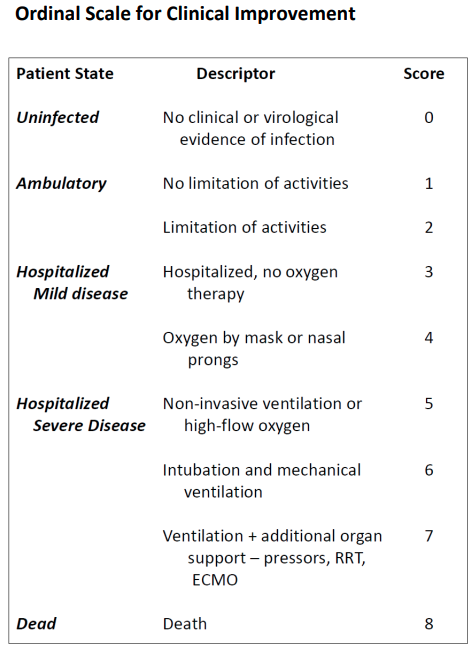 Ordinal Scale for Clinical Improvement
Patient State Descriptor Score
Uninfected No clinical or virological 0
evidence of infection
Ambulatory No limitation of activities 1
Limitation of activities 2
Hospitalized Hospitalized, no oxygen 3
Mild disease therapy
Oxygen by mask or nasal 4
prongs
Hospitalized Non-invasive ventilation or 5
Severe Disease high-flow oxygen
Intubation and mechanical 6
ventilation
Ventilation + additional organ 7
support – pressors, RRT,
ECMO
Dead Death 8